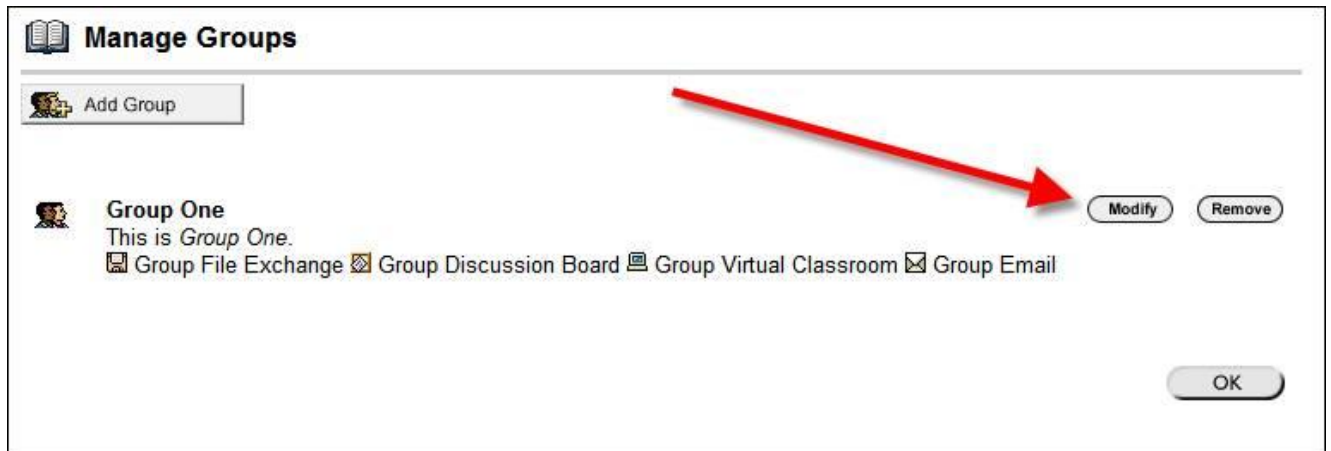 Manage Groups
Add Group
Group One
Modify
Remove
This is Group One.
Group File Exchange Group Discussion Board Group Virtual Classroom Group Email
OK